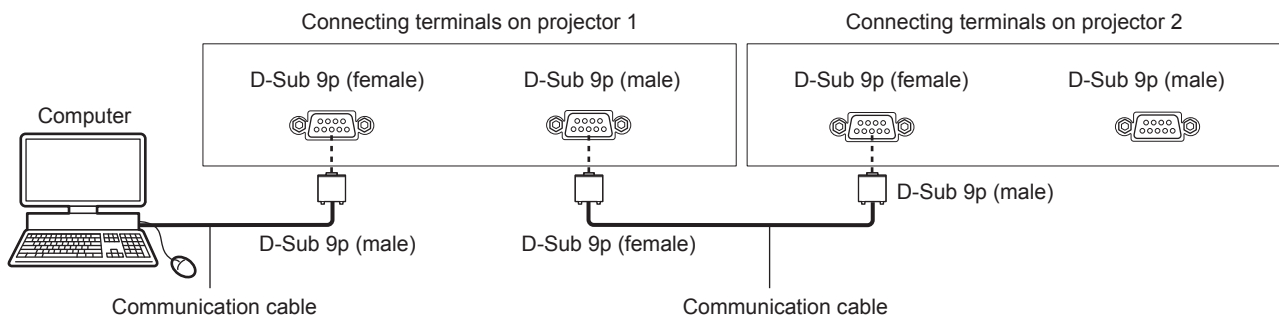 Connecting terminals on projector 1
Connecting terminals on projector 2
D-Sub 9p (female)
D-Sub 9p (male)
D-Sub 9p (female)
D-Sub 9p (male)
Computer
D-Sub 9p (male)
D-Sub 9p (male)
D-Sub 9p (female)
Communication cable
Communication cable